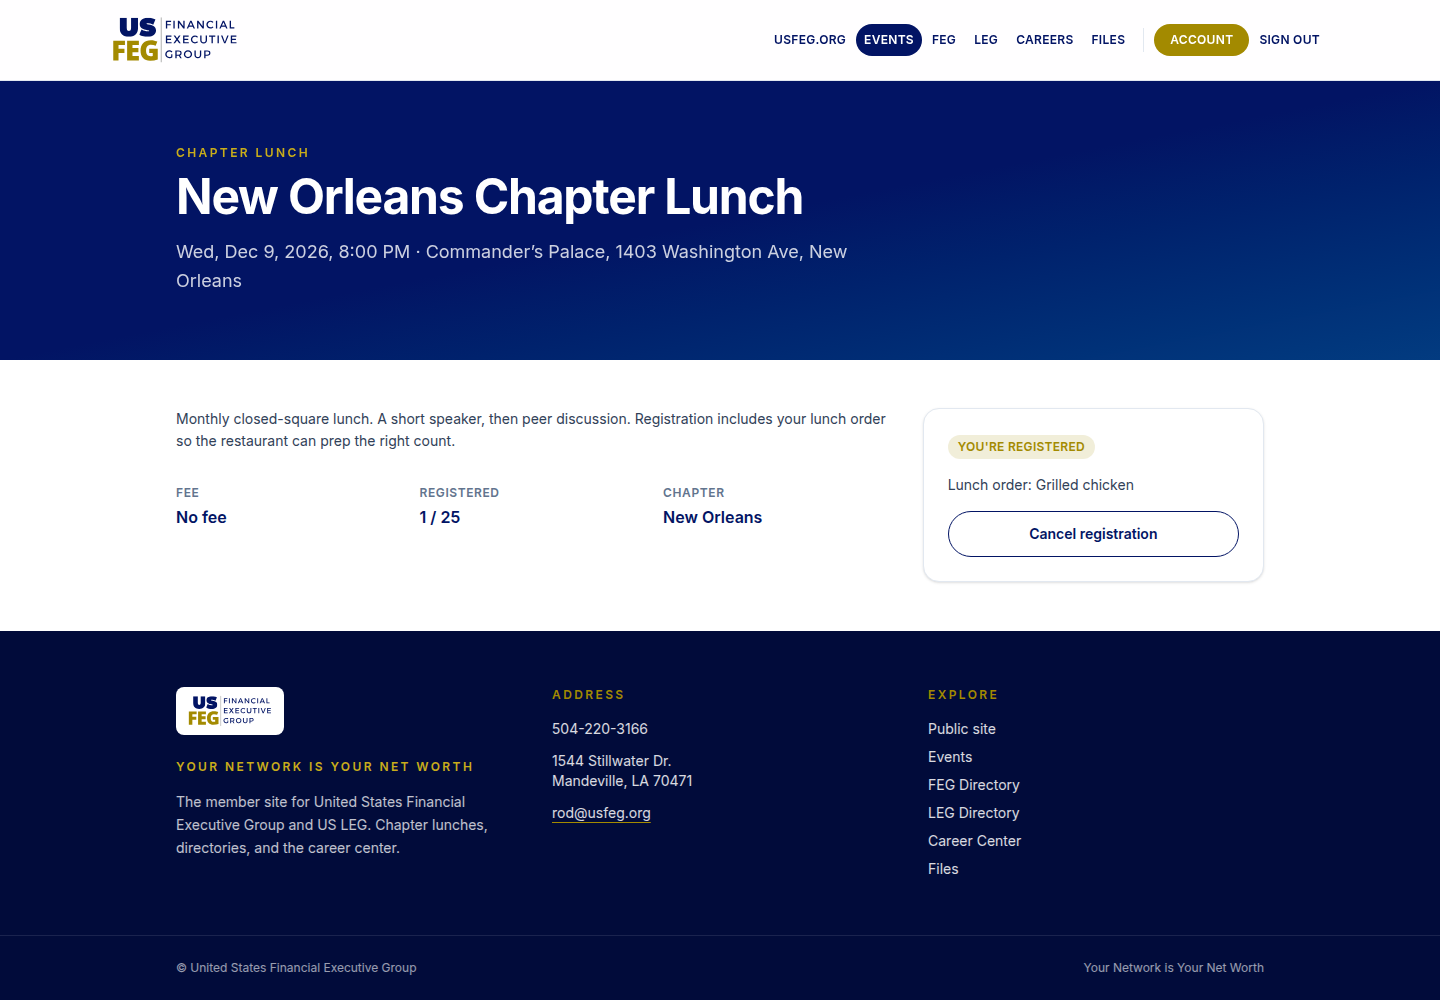 US FEG FINANCIAL EXECUTIVE GROUP
USFEG.ORG EVENTS FEG LEG CAREERS FILES ACCOUNT SIGN OUT
CHAPTER LUNCH
New Orleans Chapter Lunch
Wed, Dec 9, 2026, 8:00 PM · Commander’s Palace, 1403 Washington Ave, New
Orleans
Monthly closed-square lunch. A short speaker, then peer discussion. Registration includes your lunch order
so the restaurant can prep the right count.
FEE
No fee
REGISTERED
1 / 25
CHAPTER
New Orleans
YOU'RE REGISTERED
Lunch order: Grilled chicken
Cancel registration
US FEG FINANCIAL EXECUTIVE GROUP
YOUR NETWORK IS YOUR NET WORTH
The member site for United States Financial
Executive Group and US LEG. Chapter lunches,
directories, and the career center.
ADDRESS
504-220-3166
1544 Stillwater Dr.
Mandeville, LA 70471
rod@usfeg.org
EXPLORE
Public site
Events
FEG Directory
LEG Directory
Career Center
Files
© United States Financial Executive Group
Your Network is Your Net Worth